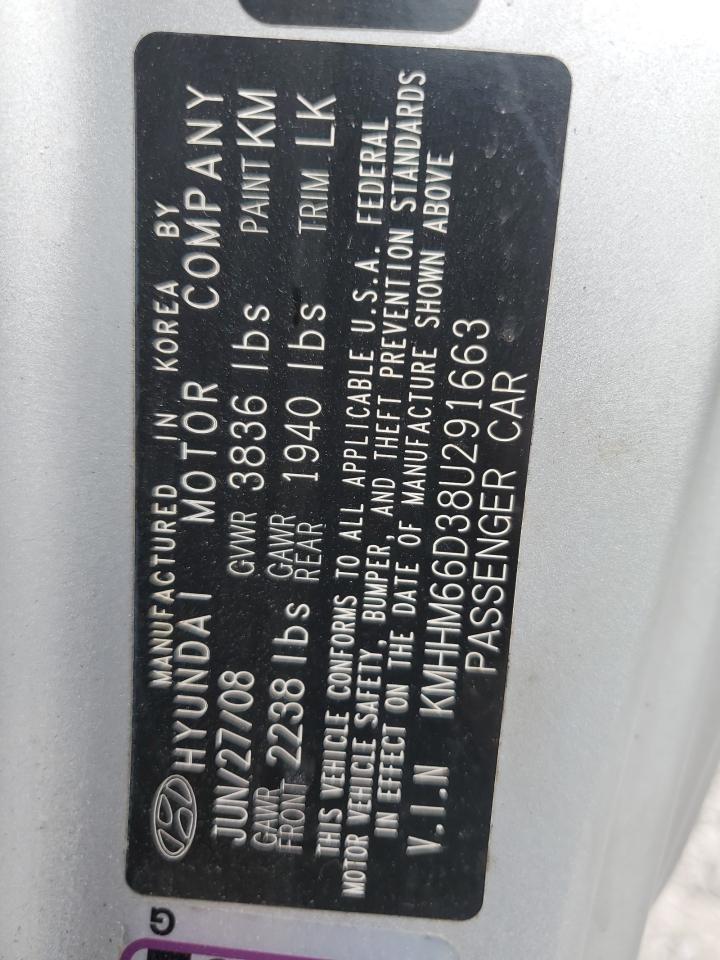 MANUFACTURED IN KOREA BY
HYUNDAI MOTOR COMPANY
JUN/27/08 GVWR 3836 lbs PAINT KM
GAWR FRONT 2238 lbs GAWR REAR 1940 lbs TRIM LK
THIS VEHICLE CONFORMS TO ALL APPLICABLE U.S.A. FEDERAL
MOTOR VEHICLE SAFETY, BUMPER, AND THEFT PREVENTION STANDARDS
IN EFFECT ON THE DATE OF MANUFACTURE SHOWN ABOVE
V.I.N KMHHM66D38U291663
PASSENGER CAR
G